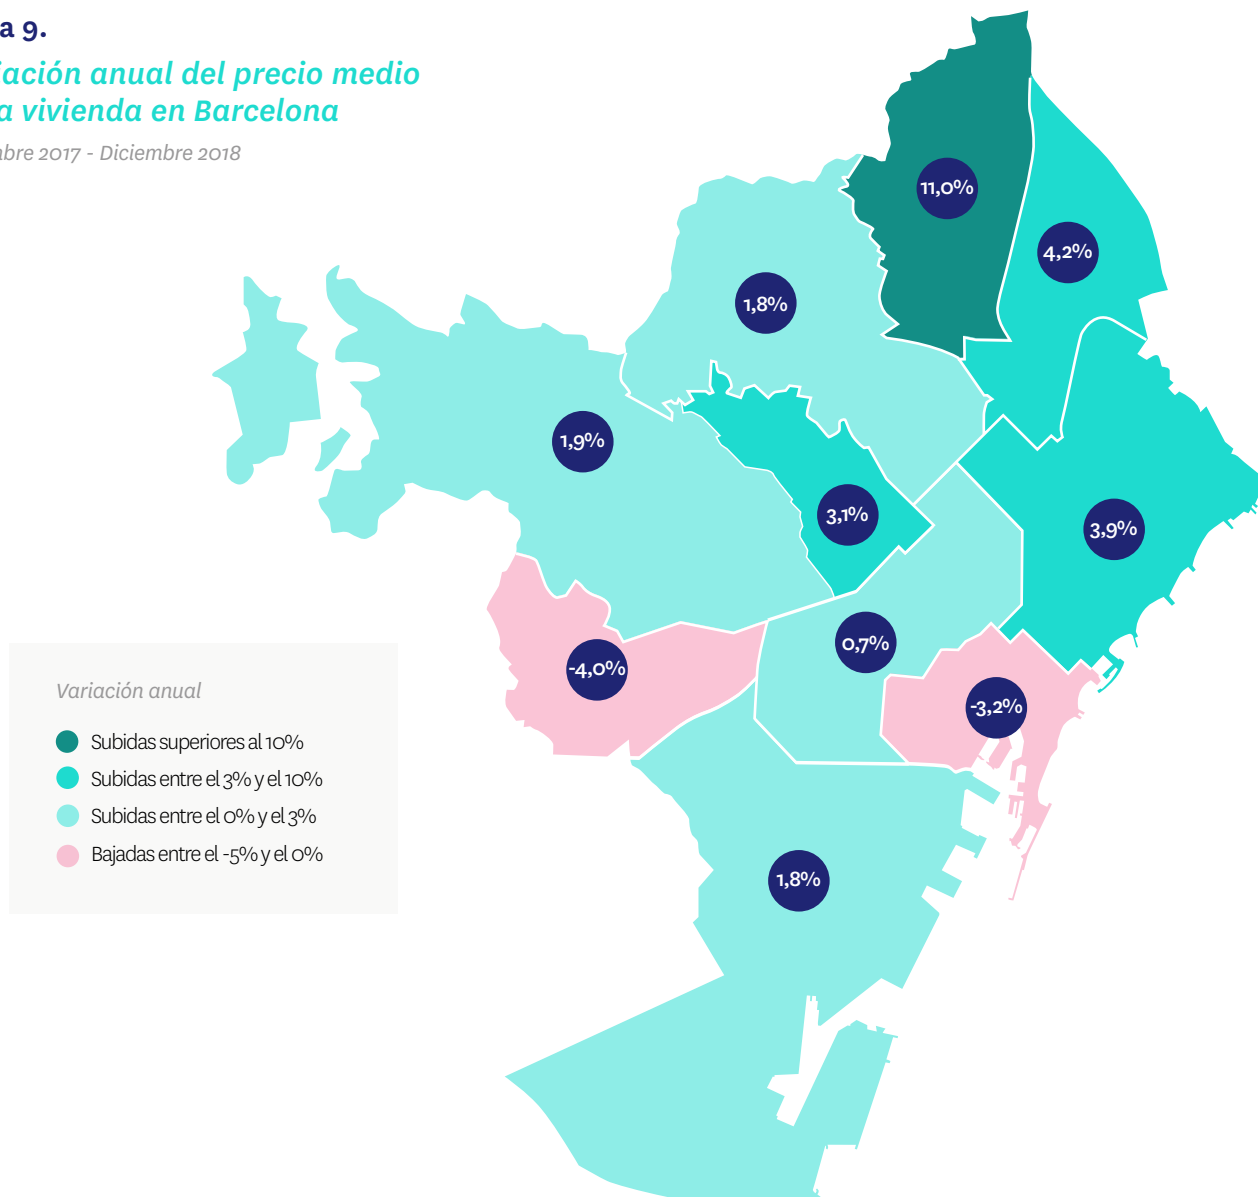 a 9.
iación anual del precio medio
a vivienda en Barcelona
bre 2017 - Diciembre 2018
11,0%
4,2%
1,8%
1,9%
3,1%
3,9%
0,7%
-4,0%
-3,2%
1,8%
Variación anual
Subidas superiores al 10%
Subidas entre el 3% y el 10%
Subidas entre el 0% y el 3%
Bajadas entre el -5% y el 0%